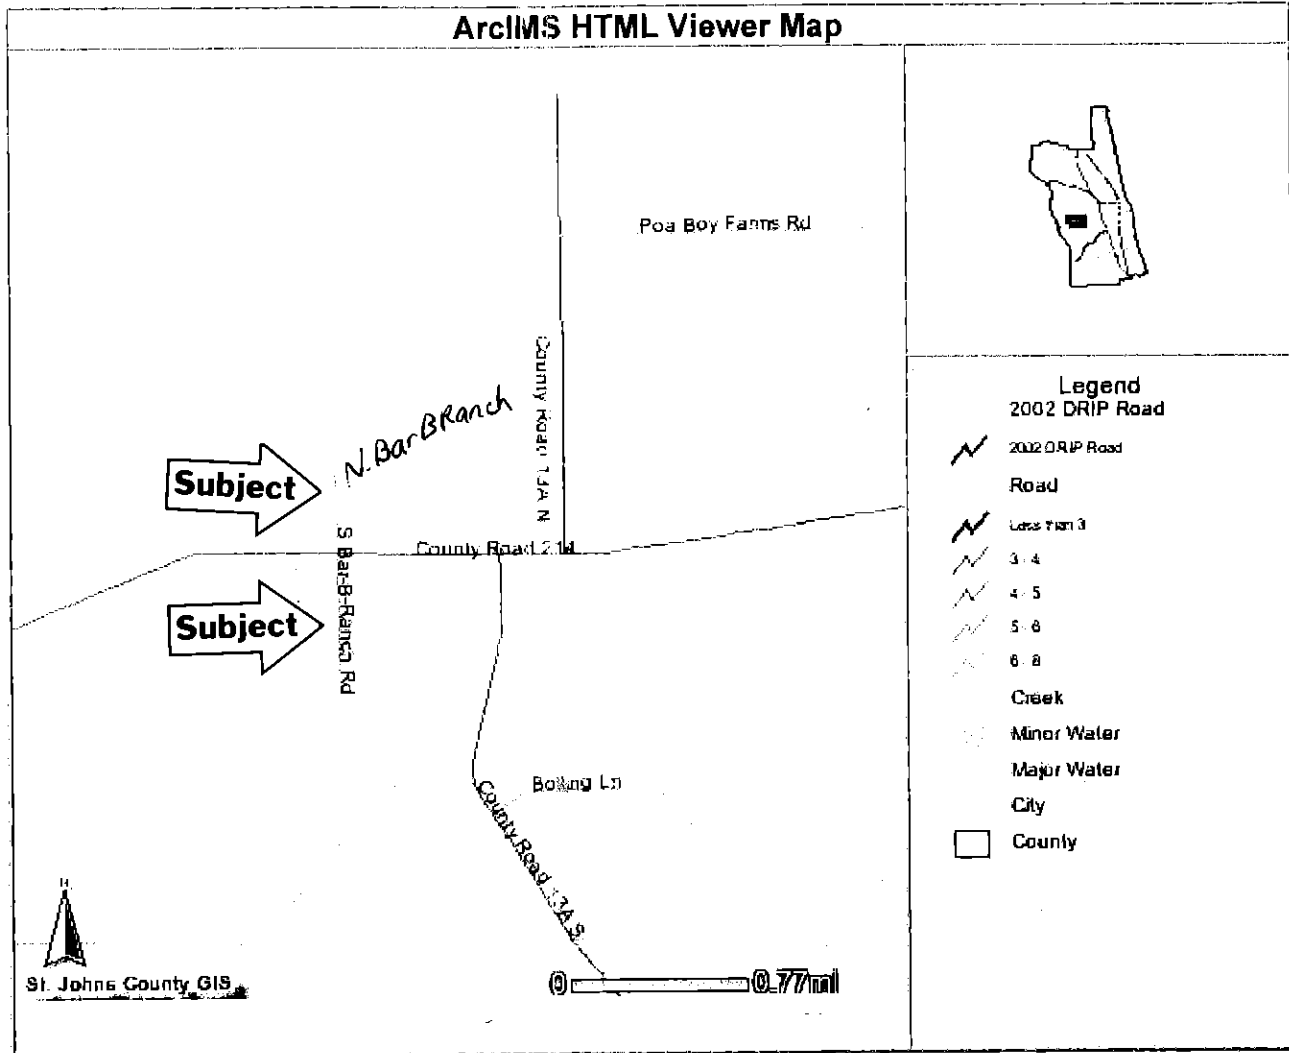 ArcIMS HTML Viewer Map
Poa Boy Farms Rd
County Road 13A N
N. Bar B Ranch
Subject
S Bar-B-Ranch Rd
County Road 214
Subject
Boiling Ln
County Road 13A S
N
St. Johns County GIS
0 0.77mi
Legend
2002 DRIP Road
2002 DRIP Road
Road
Less than 3
3 - 4
4 - 5
5 - 6
6 - 8
Creek
Minor Water
Major Water
City
County